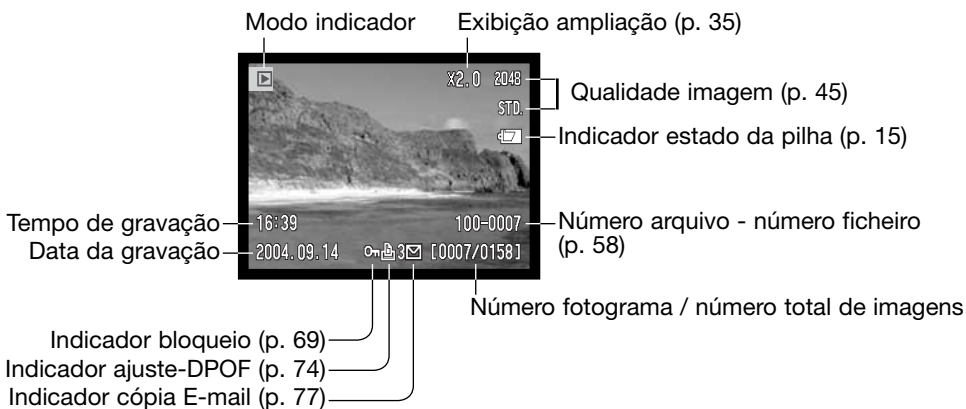 Modo indicador
Exibição ampliação (p. 35)
X2.0 2048
STD.
Qualidade imagem (p. 45)
Indicador estado da pilha (p. 15)
Tempo de gravação
16:39
100-0007
Número arquivo - número ficheiro
(p. 58)
Data da gravação
2004.09.14
3
[0007/0158]
Número fotograma / número total de imagens
Indicador bloqueio (p. 69)
Indicador ajuste-DPOF (p. 74)
Indicador cópia E-mail (p. 77)